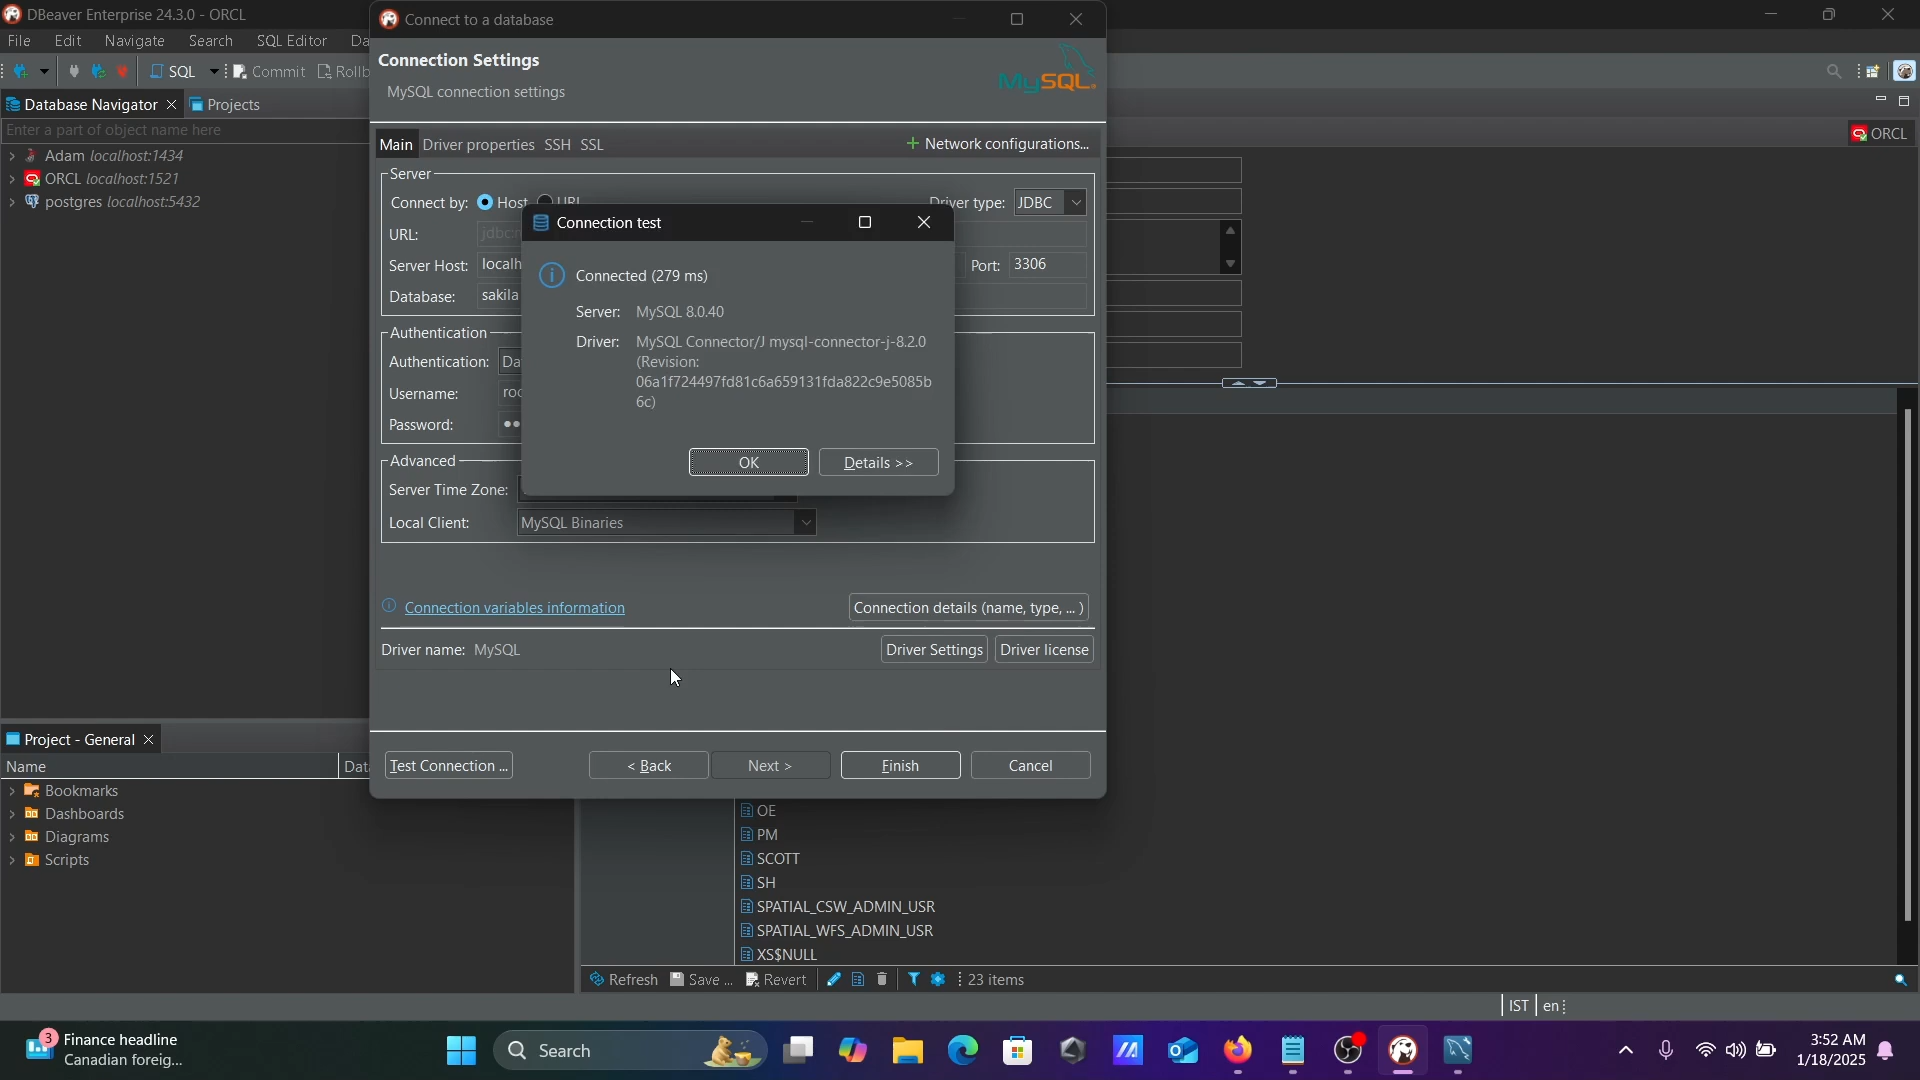 DBeaver Enterprise 24.3.0 - ORCL
File Edit Navigate Search SQL Editor
SQL Commit
Database Navigator Projects
Enter a part of object name here
Adam localhost:1434
ORCL localhost:1521
postgres localhost:5432
Connect to a database
Connection Settings
MySQL connection settings
MySQL
Main Driver properties SSH SSL Network configurations...
Server
Connect by: Host URL Driver type: JDBC
URL:
Server Host: Port: 3306
Database: sakila
Connection test
Connected (279 ms)
Server: MySQL 8.0.40
Driver: MySQL Connector/J mysql-connector-j-8.2.0
(Revision:
06a1f724497fd81c6a659131fda822c9e5085b
6c)
OK Details >>
Authentication
Authentication:
Username:
Password:
Advanced
Server Time Zone:
Local Client: MySQL Binaries
Connection variables information Connection details (name, type, ... )
Driver name: MySQL Driver Settings Driver license
Test Connection ... < Back Next > Finish Cancel
ORCL
Project - General
Name
Bookmarks
Dashboards
Diagrams
Scripts
OE
PM
SCOTT
SH
SPATIAL_CSW_ADMIN_USR
SPATIAL_WFS_ADMIN_USR
XS$NULL
Refresh Save ... Revert 23 items
IST en
3 Finance headline
Canadian foreig...
Search
3:52 AM
1/18/2025